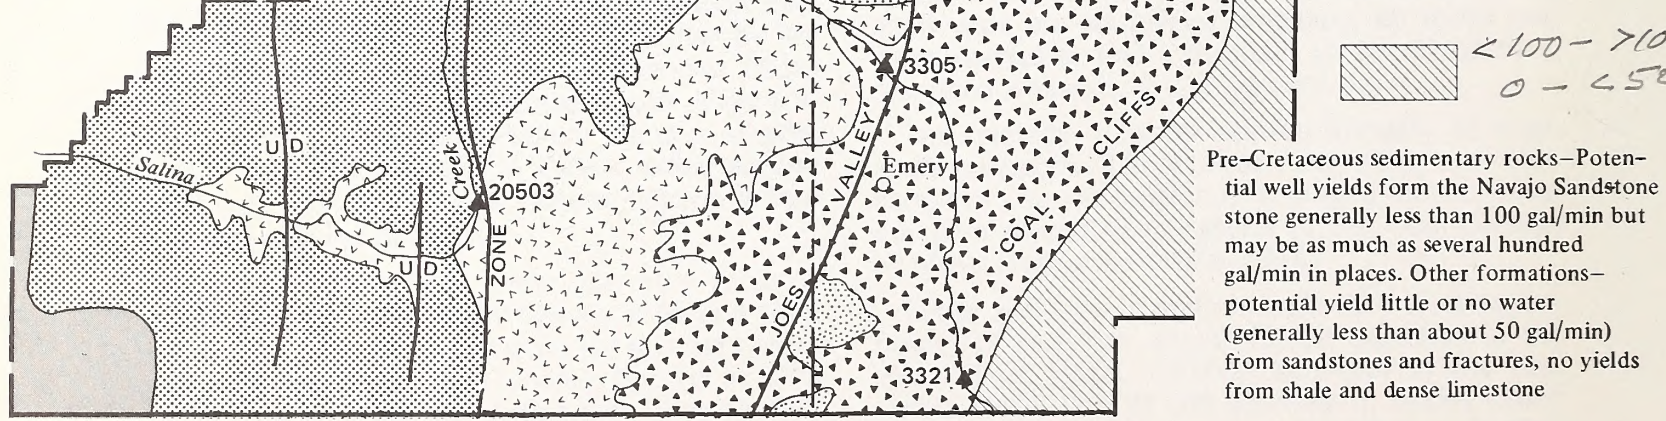 3305
CLIFFS
VALLEY
U D
Salina
Creek
Emery
20503
COAL
ZONE
U D
JOES
3321
<100 - >10
0 - <50
Pre-Cretaceous sedimentary rocks—Poten-
tial well yields form the Navajo Sandstone
stone generally less than 100 gal/min but
may be as much as several hundred
gal/min in places. Other formations—
potential yield little or no water
(generally less than about 50 gal/min)
from sandstones and fractures, no yields
from shale and dense limestone